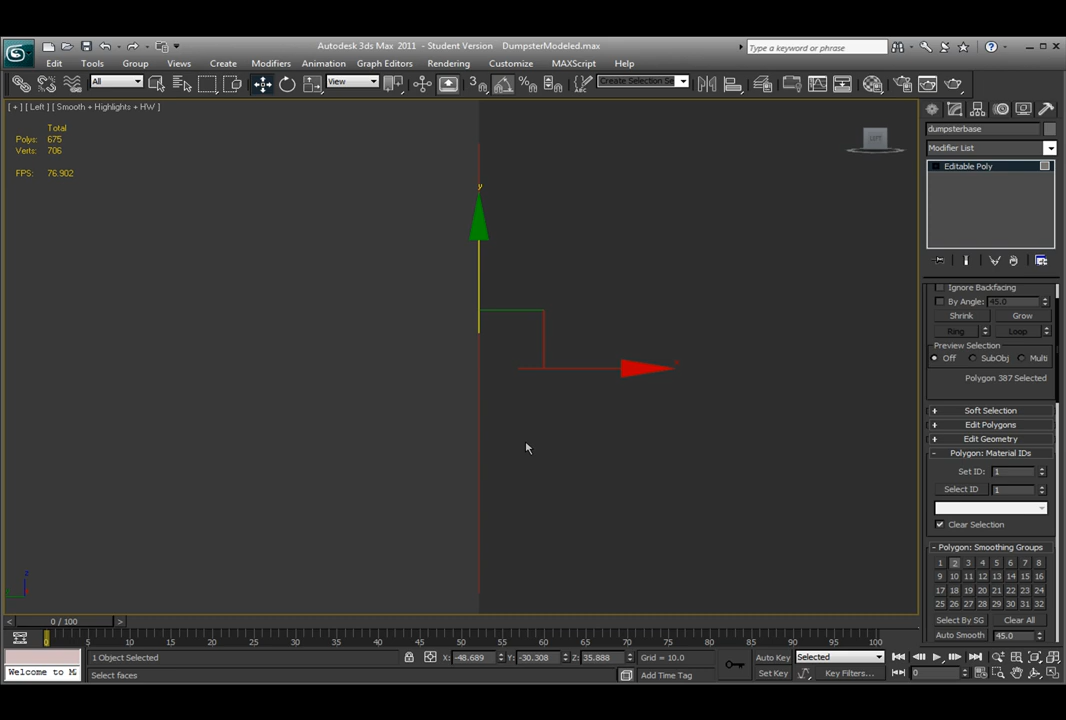 Autodesk 3ds Max 2011 - Student Version DumpsterModeled.max
Type a keyword or phrase
Edit Tools Group Views Create Modifiers Animation Graph Editors Rendering Customize MAXScript Help
All View Create Selection Se
[ + ] [ Left ] [ Smooth + Highlights + HW ]
Total
Polys: 675
Verts: 706
FPS: 76.902
y
x
z
LEFT
dumpsterbase
Modifier List
Editable Poly
Ignore Backfacing
By Angle: 45.0
Shrink Grow
Ring Loop
Preview Selection
Off SubObj Multi
Polygon 387 Selected
+ Soft Selection
+ Edit Polygons
+ Edit Geometry
- Polygon: Material IDs
Set ID: 1
Select ID 1
Clear Selection
- Polygon: Smoothing Groups
1 2 3 4 5 6 7 8
9 10 11 12 13 14 15 16
17 18 19 20 21 22 23 24
25 26 27 28 29 30 31 32
Select By SG Clear All
Auto Smooth 45.0
< 0 / 100 >
0 5 10 15 20 25 30 35 40 45 50 55 60 65 70 75 80 85 90 95 100
1 Object Selected X: -48.689 Y: -30.308 Z: 35.888 Grid = 10.0 Auto Key Selected
Welcome to M Select faces Add Time Tag Set Key Key Filters... 0